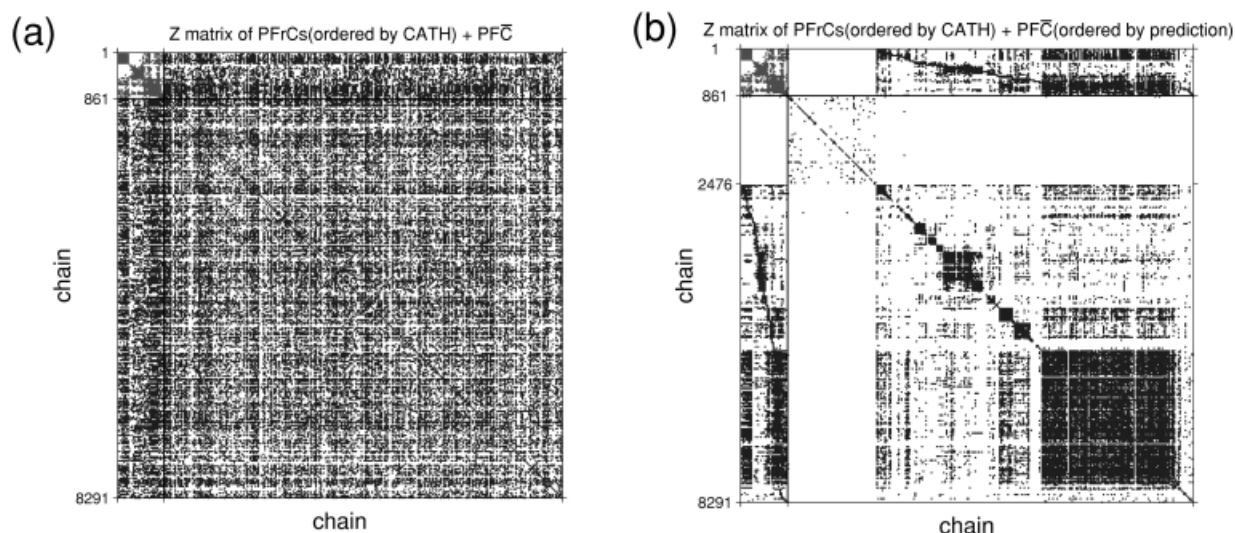 (a)
Z matrix of PFrCs(ordered by CATH) + PFC̅
1
861
8291
chain
chain
(b)
Z matrix of PFrCs(ordered by CATH) + PFC̅(ordered by prediction)
1
861
2476
8291
chain
chain